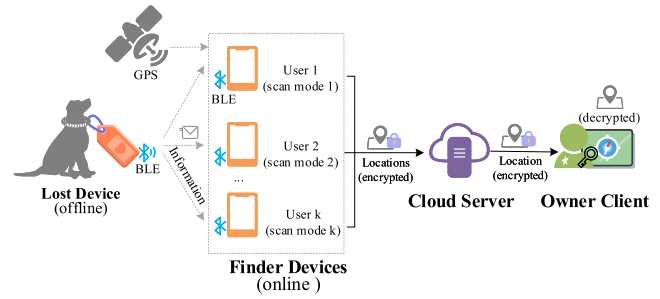 GPS
BLE
Lost Device
(offline)
Information
BLE
User 1
(scan mode 1)
User 2
(scan mode 2)
...
User k
(scan mode k)
Finder Devices
(online )
Locations
(encrypted)
Cloud Server
Location
(encrypted)
(decrypted)
Owner Client